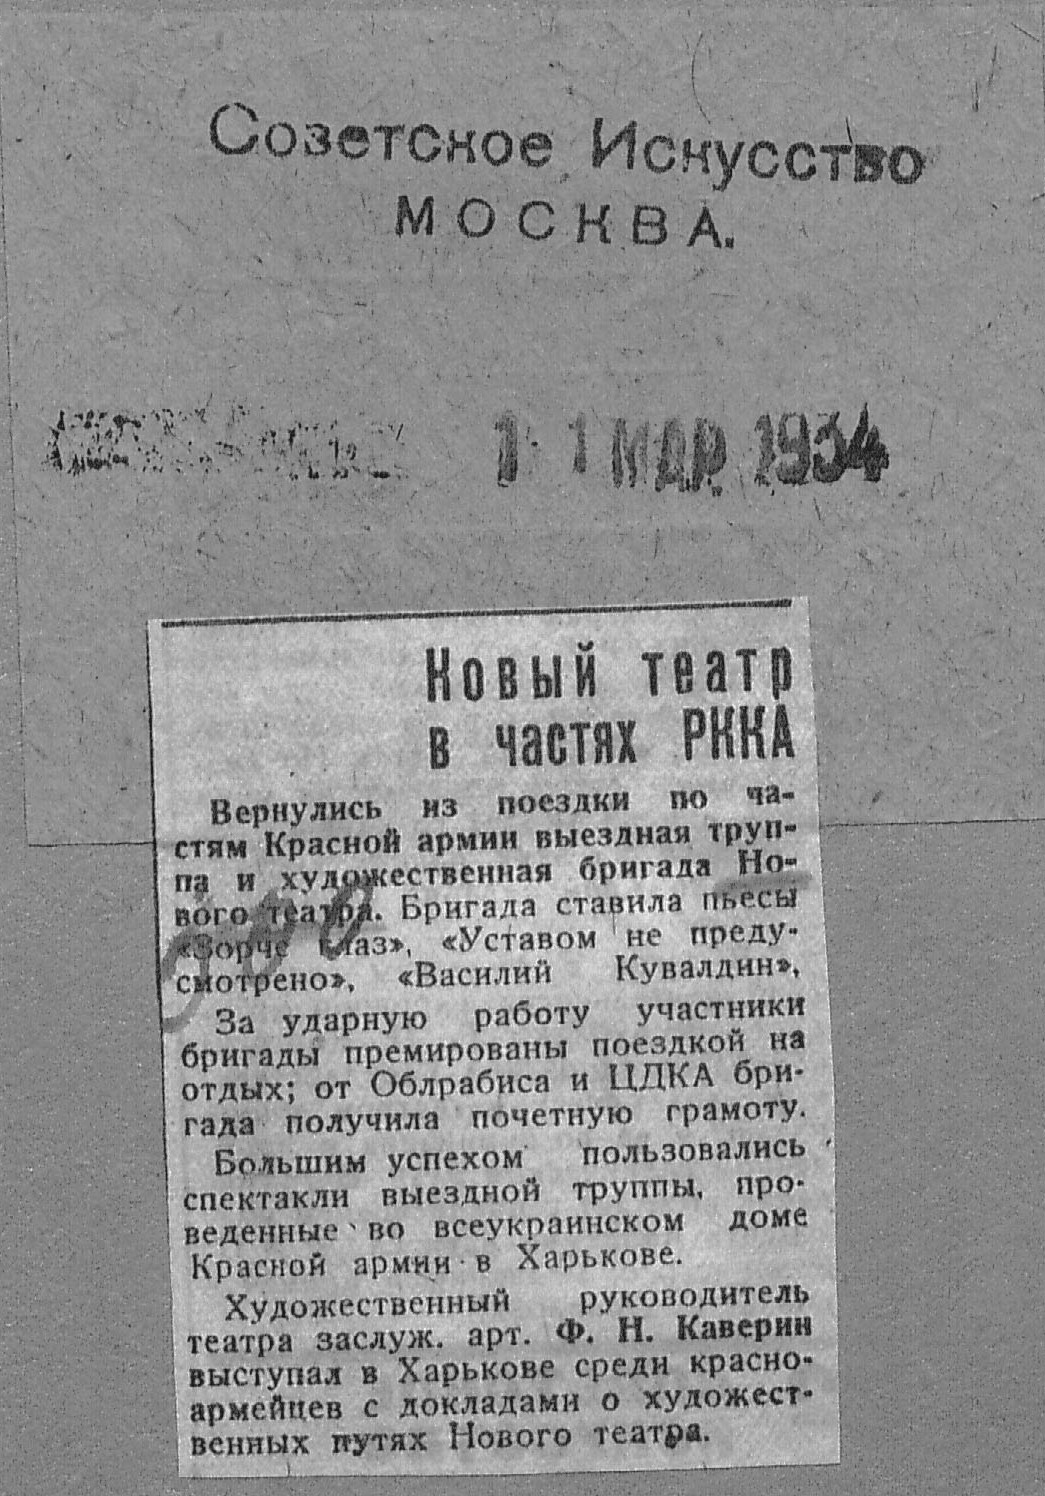 Советское Искусство
МОСКВА.
11 МАР. 1934
Новый театр
в частях РККА
Вернулись из поездки по ча-
стям Красной армии выездная труп-
па и художественная бригада Но-
вого театра. Бригада ставила пьесы
«Зорче глаз», «Уставом не преду-
смотрено», «Василий Кувалдин»,
За ударную работу участники
бригады премированы поездкой на
отдых; от Облрабиса и ЦДКА бри-
гада получила почетную грамоту.
Большим успехом пользовались
спектакли выездной труппы, про-
веденные во всеукраинском доме
Красной армии в Харькове.
Художественный руководитель
театра заслуж. арт. Ф. Н. Каверин
выступал в Харькове среди красно-
армейцев с докладами о художест-
венных путях Нового театра.